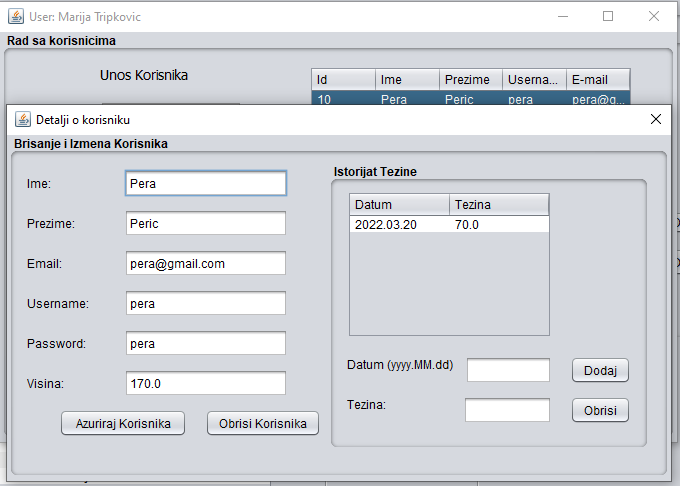 User: Marija Tripkovic
Rad sa korisnicima
Unos Korisnika
Id Ime Prezime Userna... E-mail
10 Pera Peric pera pera@g...
Detalji o korisniku
Brisanje i Izmena Korisnika
Ime: Pera
Prezime: Peric
Email: pera@gmail.com
Username: pera
Password: pera
Visina: 170.0
Azuriraj Korisnika Obrisi Korisnika
Istorijat Tezine
Datum Tezina
2022.03.20 70.0
Datum (yyyy.MM.dd) Dodaj
Tezina: Obrisi